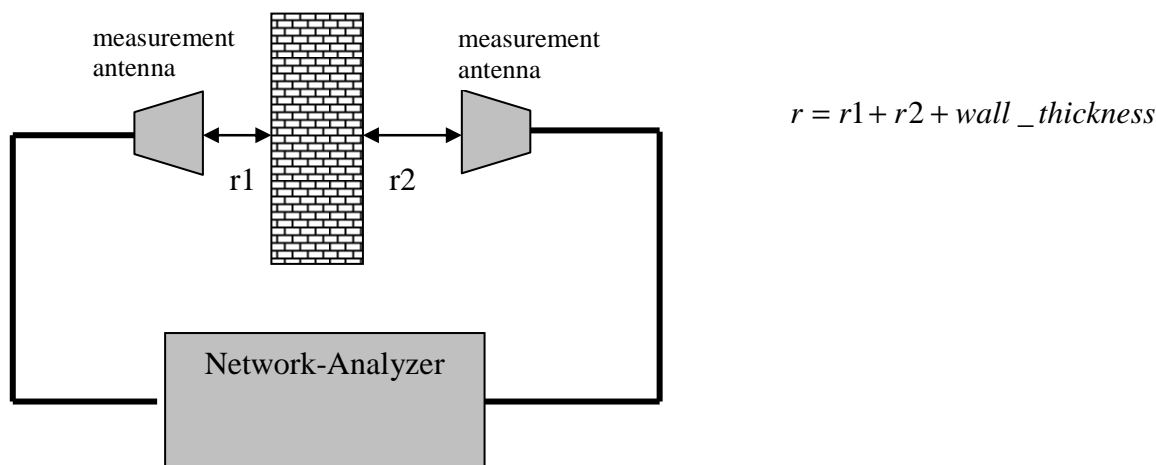 measurement
antenna
measurement
antenna
r = r1 + r2 + wall _ thickness
r1
r2
Network-Analyzer